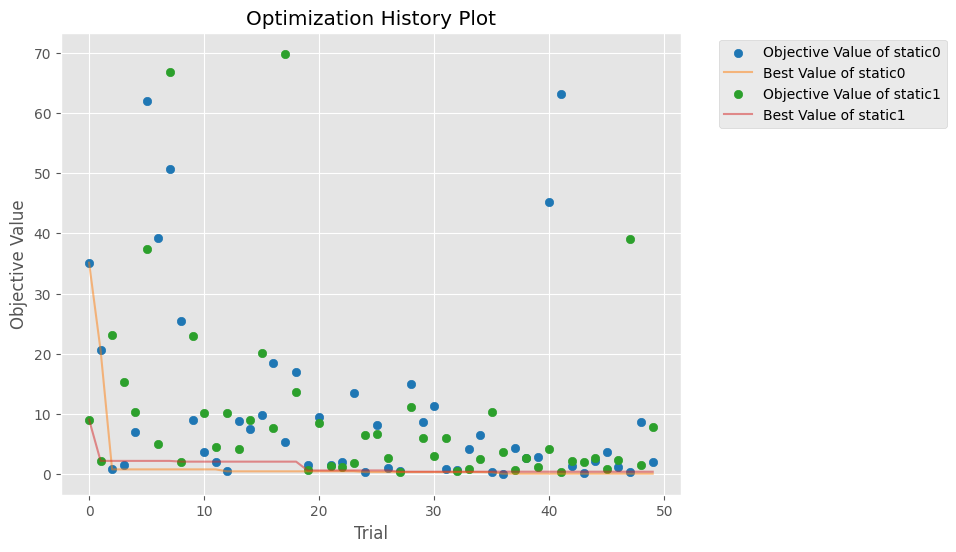 Optimization History Plot
Objective Value of static0
Best Value of static0
Objective Value of static1
Best Value of static1
Objective Value
70
60
50
40
30
20
10
0
0 10 20 30 40 50
Trial